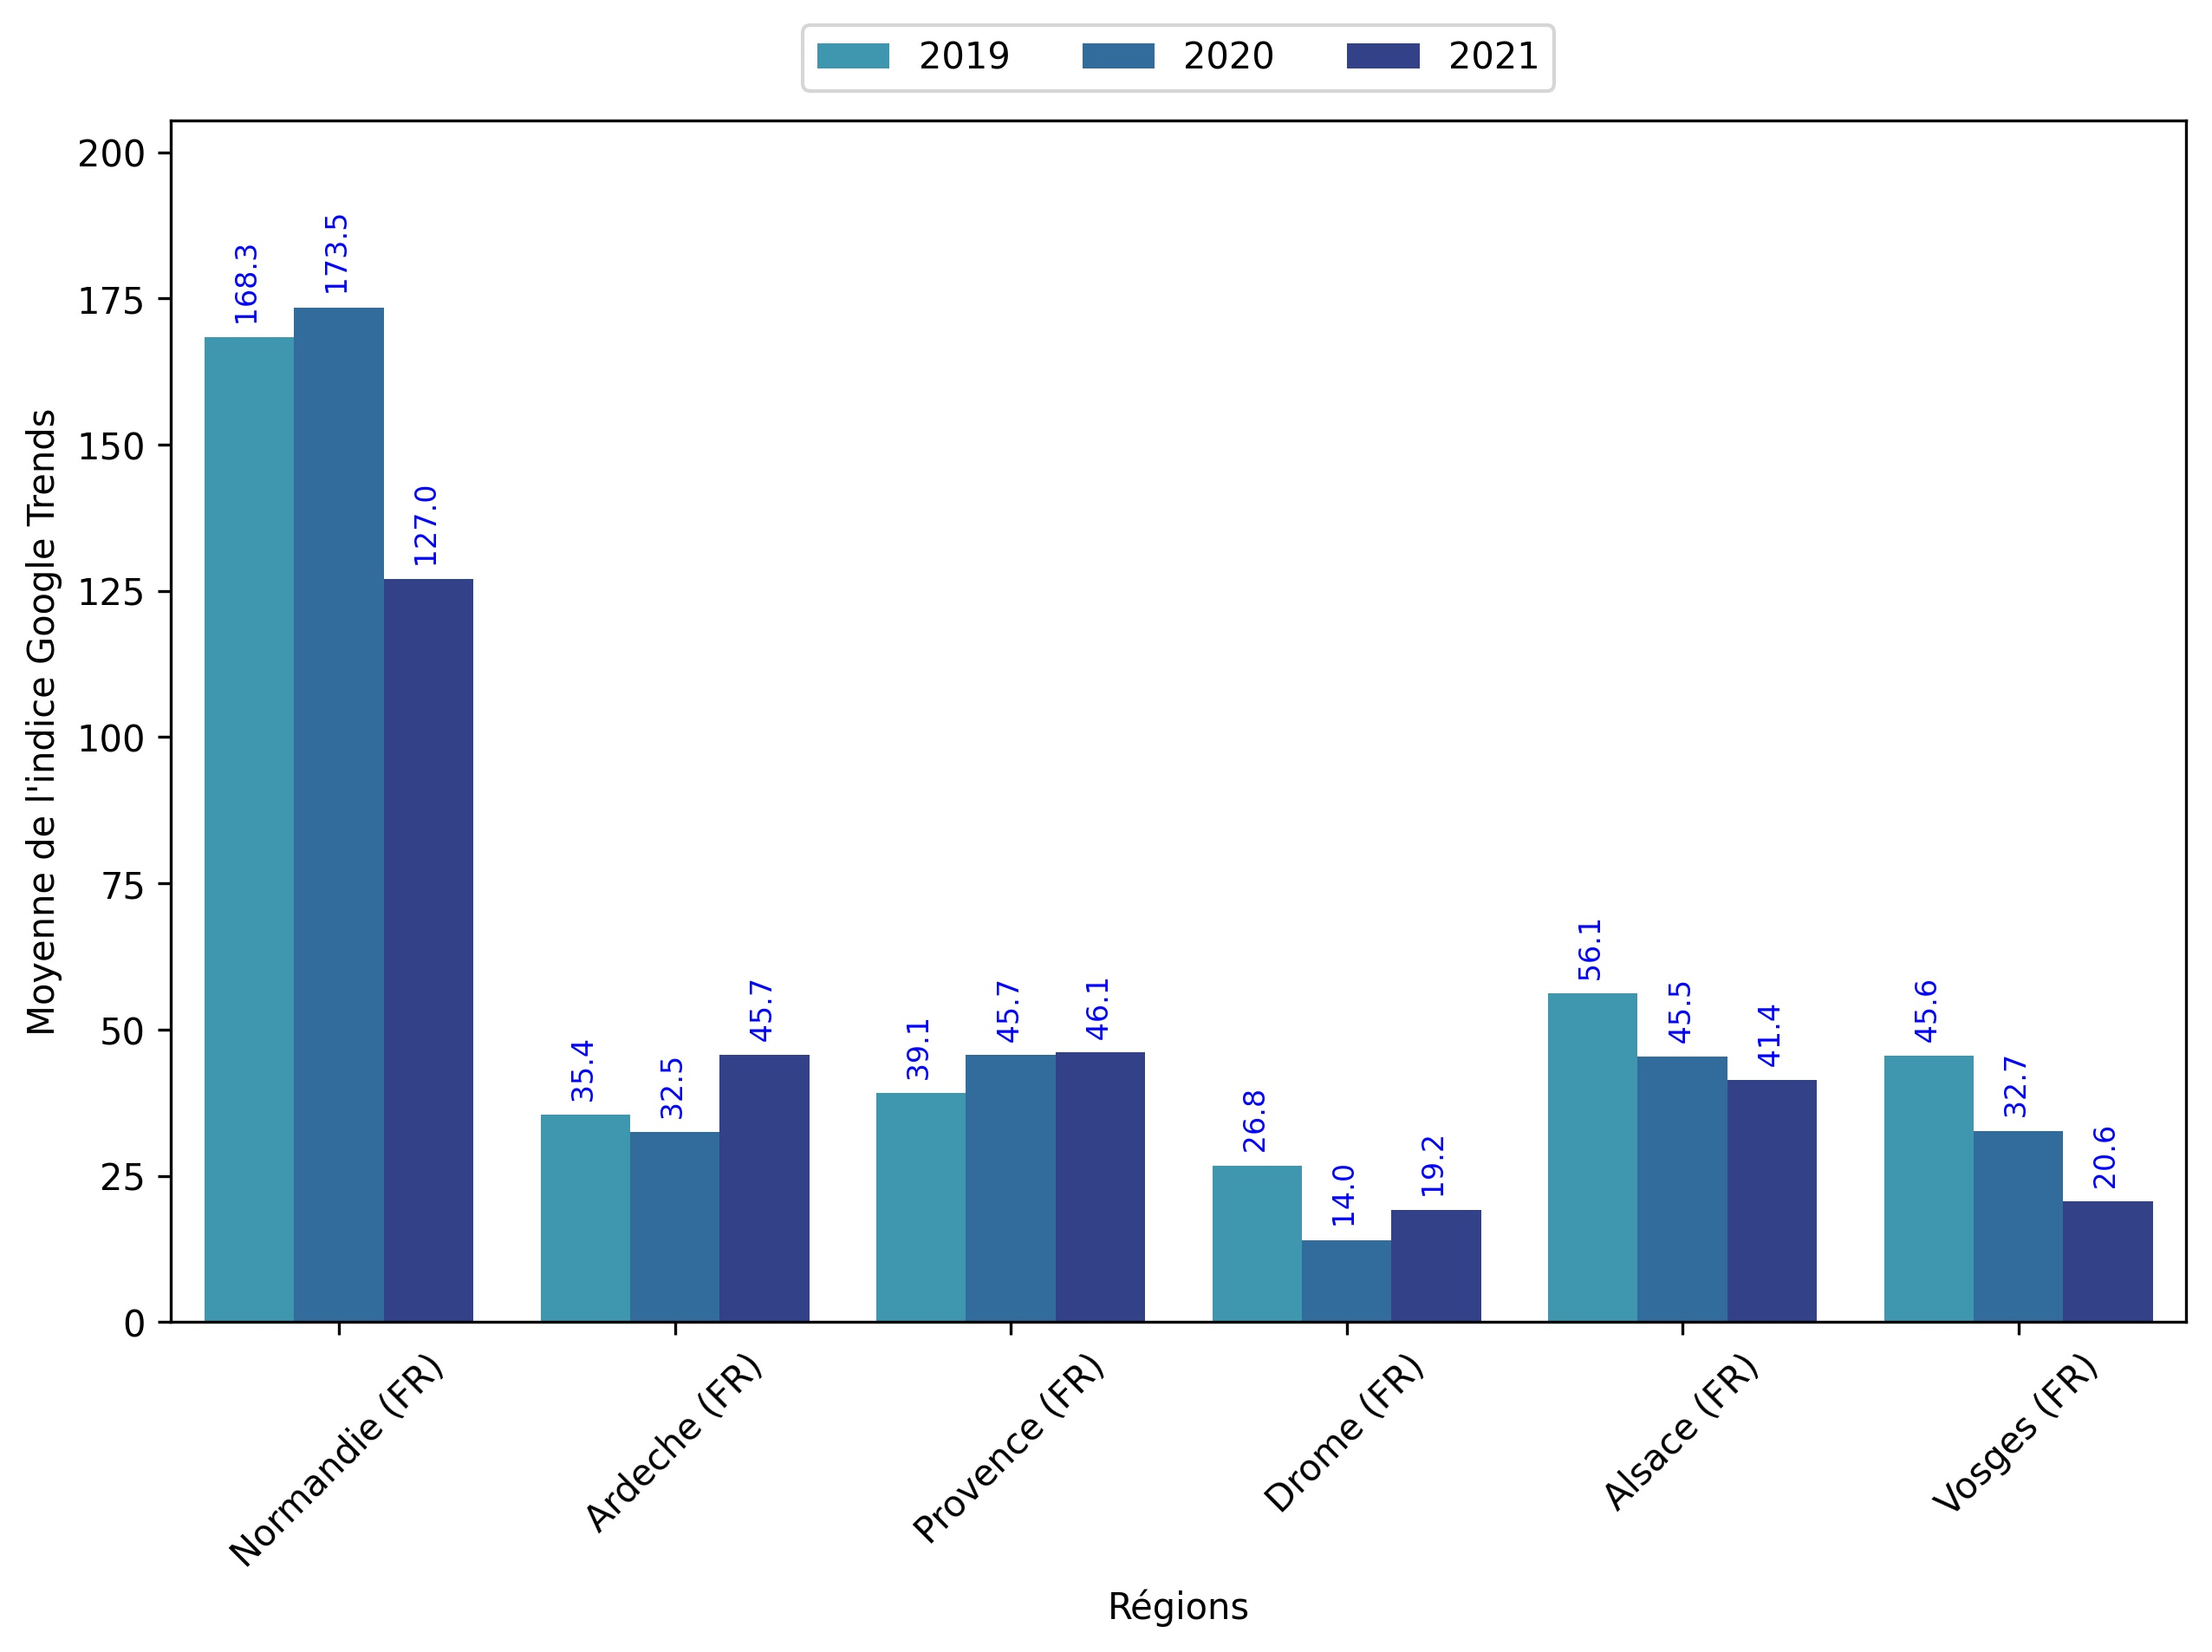 2019 2020 2021
Moyenne de l'indice Google Trends
200
175
150
125
100
75
50
25
0
168.3 173.5 127.0
35.4 32.5 45.7
39.1 45.7 46.1
26.8 14.0 19.2
56.1 45.5 41.4
45.6 32.7 20.6
Normandie (FR)
Ardeche (FR)
Provence (FR)
Drome (FR)
Alsace (FR)
Vosges (FR)
Régions